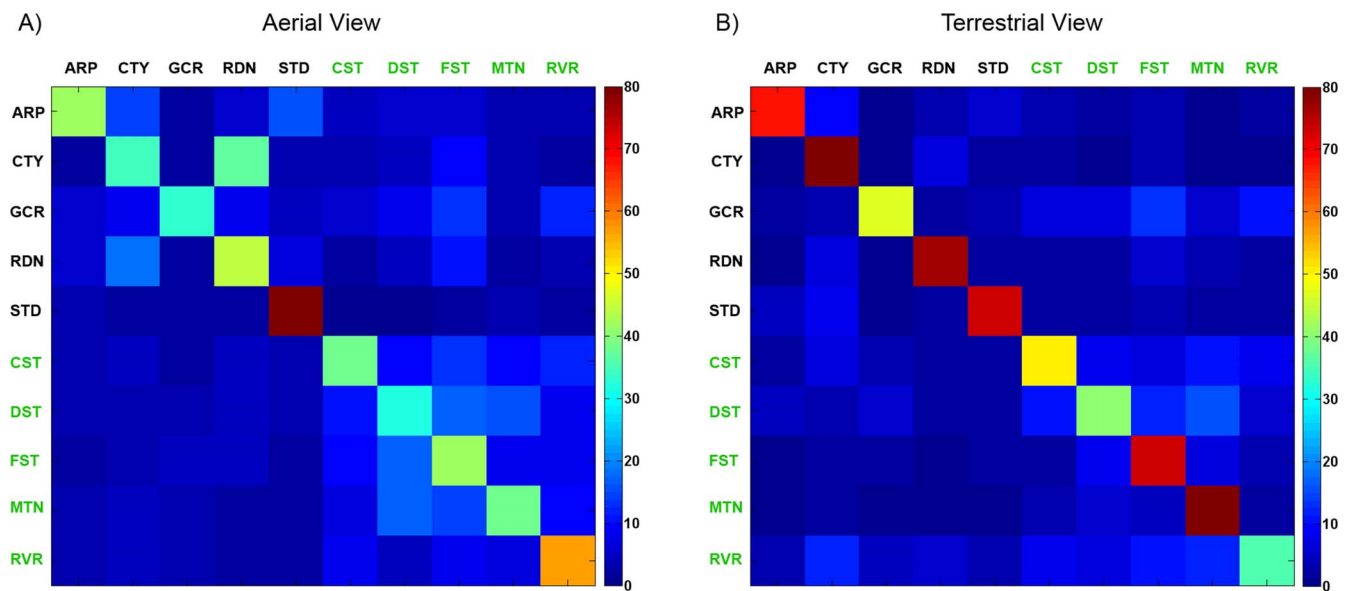 A) Aerial View
ARP CTY GCR RDN STD CST DST FST MTN RVR
ARP
CTY
GCR
RDN
STD
CST
DST
FST
MTN
RVR
80
70
60
50
40
30
20
10
0
B) Terrestrial View
ARP CTY GCR RDN STD CST DST FST MTN RVR
ARP
CTY
GCR
RDN
STD
CST
DST
FST
MTN
RVR
80
70
60
50
40
30
20
10
0